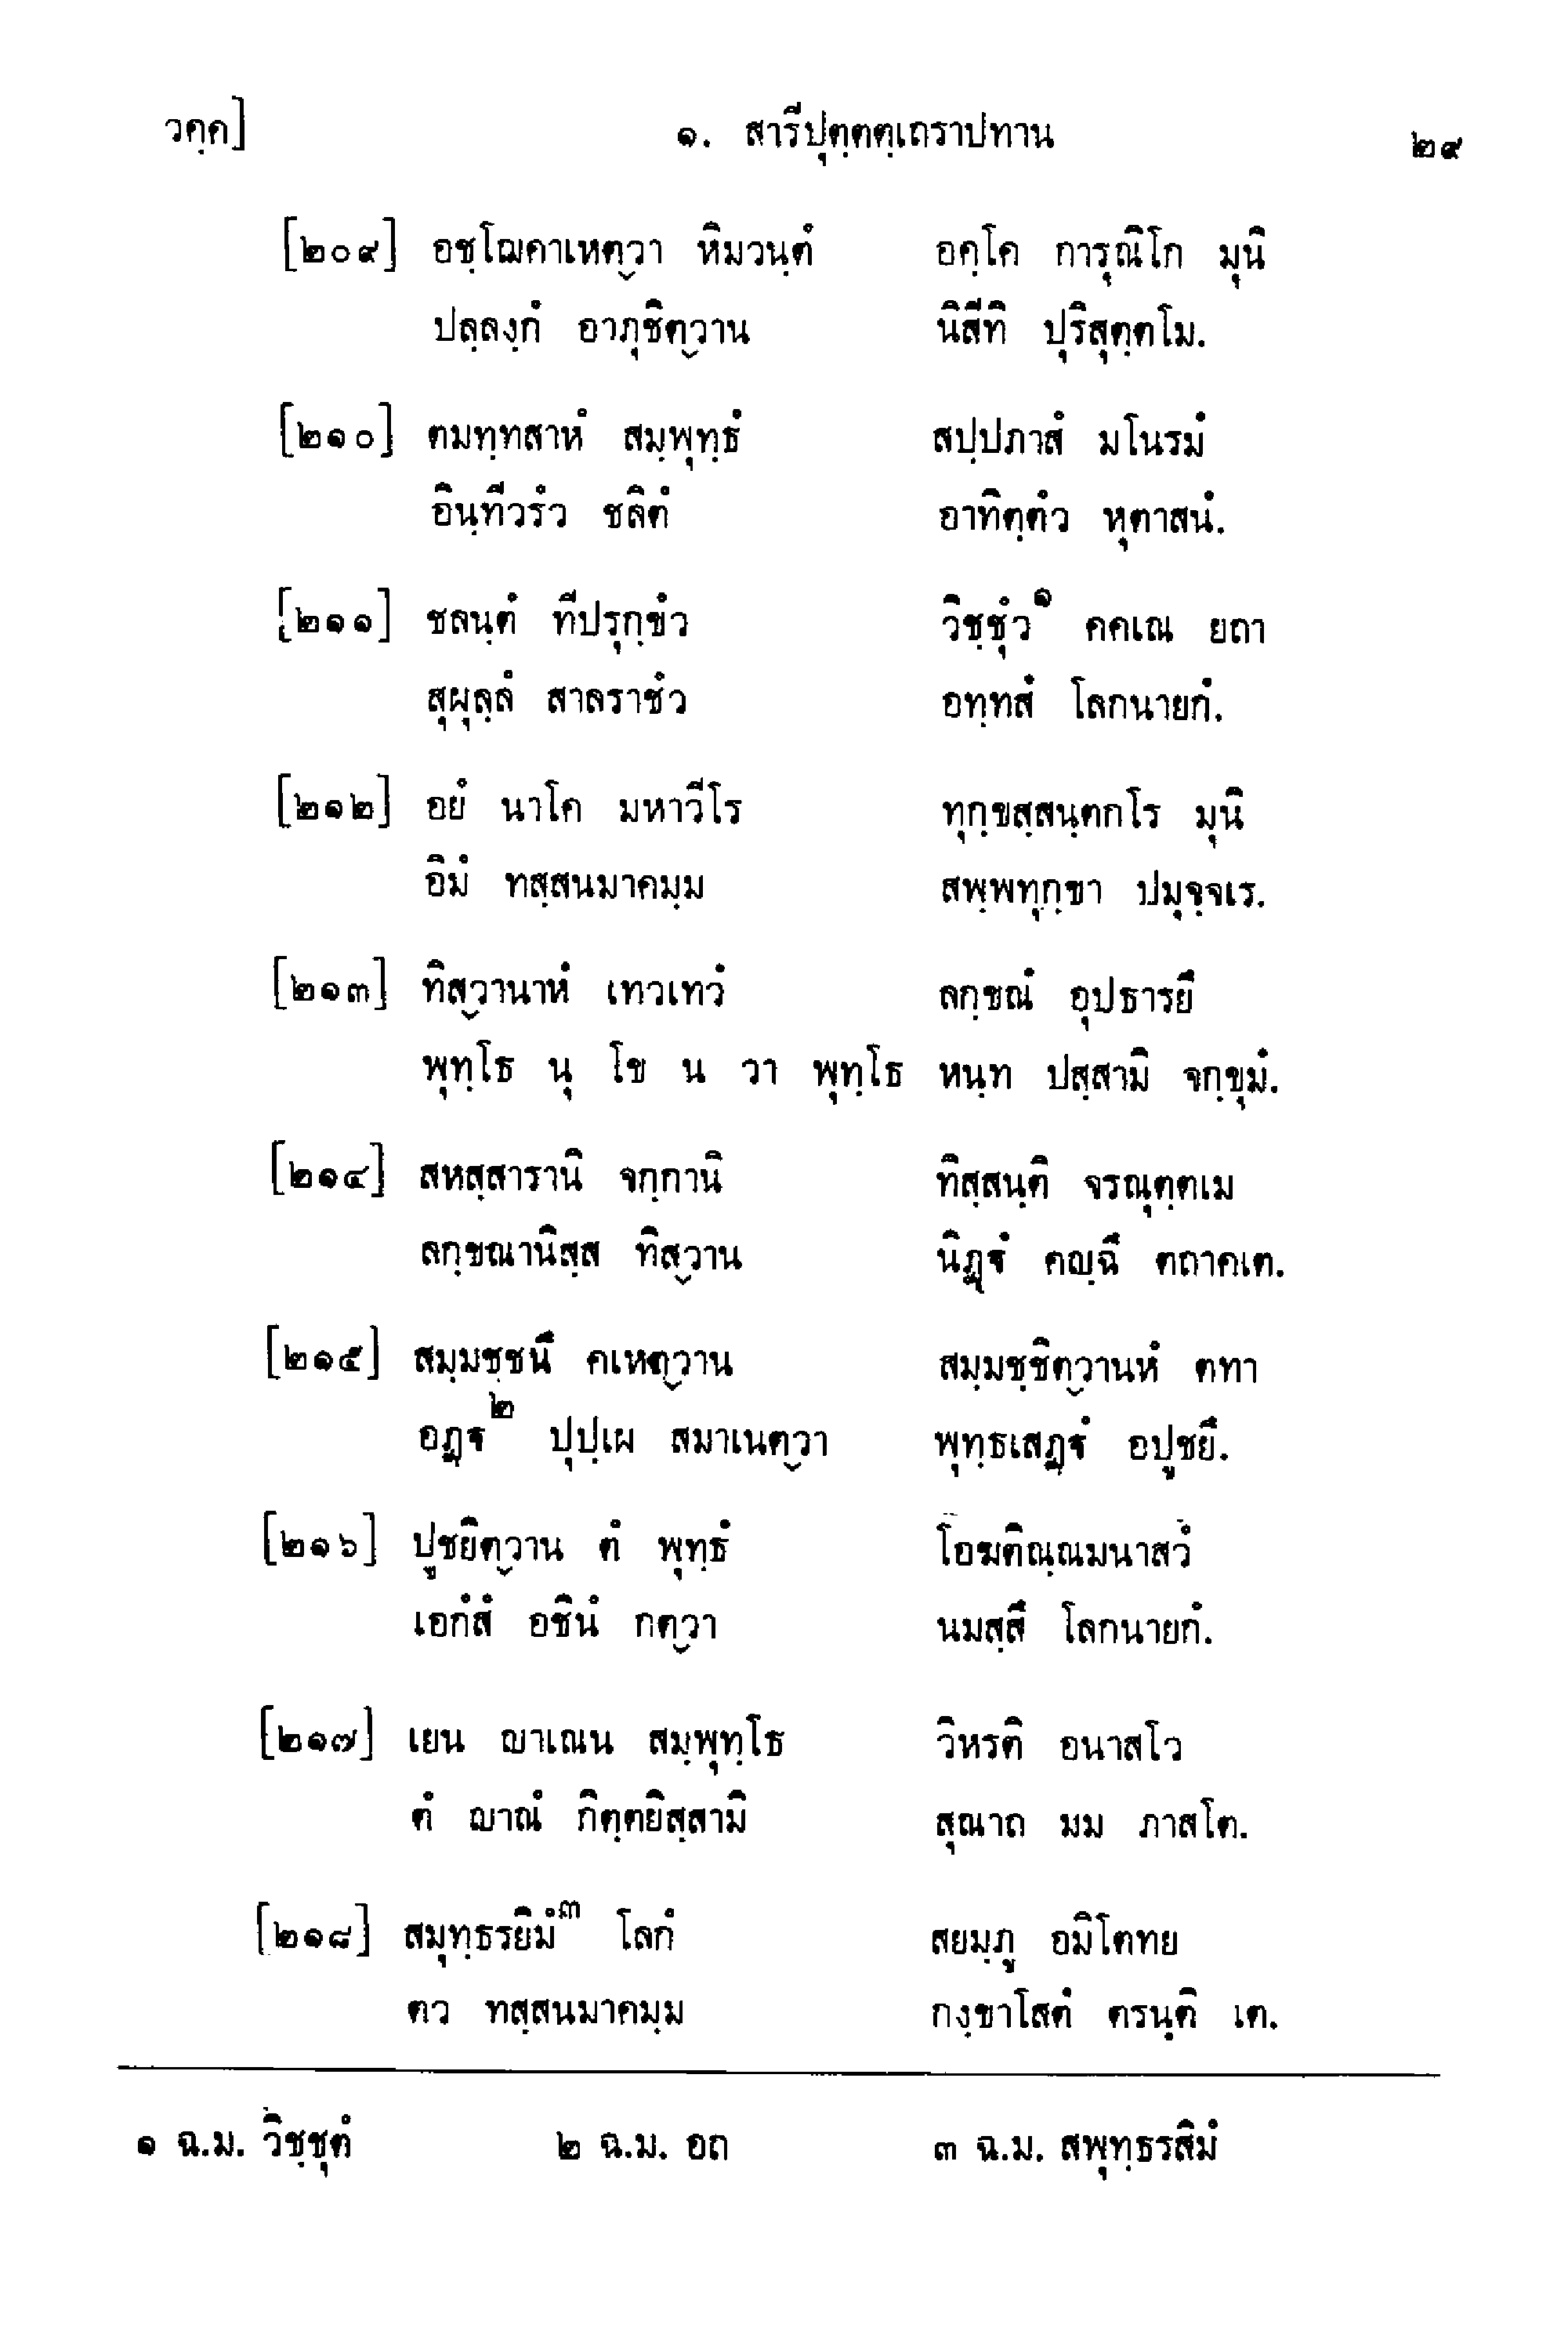 วคฺค] ๑. สารีปุตฺตตฺเถราปทาน ๒๙
[๒๐๙] อชฺโฌคาเหตฺวา หิมวนฺตํ อคฺโค การุณิโก มุนิ
ปลฺลงฺกํ อาภุชิตฺวาน นิสีทิ ปุริสุตฺตโม.
[๒๑๐] ตมทฺทสาหํ สมฺพุทฺธํ สปฺปภาสํ มโนรมํ
อินฺทีวรํว ชลิตํ อาทิตฺตํว หุตาสนํ.
[๒๑๑] ชลนฺตํ ทีปรุกฺขํว วิชฺชุํว๑ คคเณ ยถา
สุผุลฺลํ สาลราชํว อทฺทสํ โลกนายกํ.
[๒๑๒] อยํ นาโค มหาวีโร ทุกฺขสฺสนฺตกโร มุนิ
อิมํ ทสฺสนมาคมฺม สพฺพทุกฺขา ปมุจฺจเร.
[๒๑๓] ทิสฺวานาหํ เทวเทวํ ลกฺขณํ อุปธารยึ
พุทฺโธ นุ โข น วา พุทฺโธ หนฺท ปสฺสามิ จกฺขุมํ.
[๒๑๔] สหสฺสารานิ จกฺกานิ ทิสฺสนฺติ จรณุตฺตเม
ลกฺขณานิสฺส ทิสฺวาน นิฏฺฐํ คญฺฉึ ตถาคเต.
[๒๑๕] สมฺมชฺชนึ คเหตฺวาน สมฺมชฺชิตฺวานหํ ตทา
อฏฺฐ๒ ปุปฺเผ สมาเนตฺวา พุทฺธเสฏฺฐํ อปูชยึ.
[๒๑๖] ปูชยิตฺวาน ตํ พุทฺธํ โอฆติณฺณมนาสวํ
เอกํสํ อชินํ กตฺวา นมสฺสึ โลกนายกํ.
[๒๑๗] เยน ญาเณน สมฺพุทฺโธ วิหรติ อนาสโว
ตํ ญาณํ กิตฺตยิสฺสามิ สุณาถ มม ภาสโต.
[๒๑๘] สมุทฺธรยิมํ๓ โลกํ สยมฺภู อมิโตทย
ตว ทสฺสนมาคมฺม กงฺขาโสตํ ตรนฺติ เต.
๑ ฉ.ม. วิชฺชุตํ ๒ ฉ.ม. อถ ๓ ฉ.ม. สพุทฺธรสิมํ